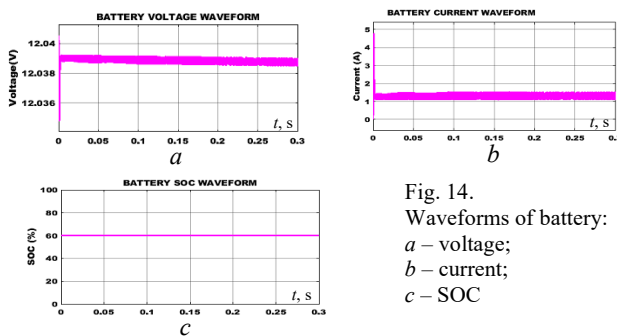 BATTERY VOLTAGE WAVEFORM
Voltage(V)
12.04
12.038
12.036
0 0.05 0.1 0.15 0.2 0.25 0.3
t, s
a
BATTERY CURRENT WAVEFORM
Current (A)
5
4
3
2
1
0
0 0.05 0.1 0.15 0.2 0.25
t, s
b
BATTERY SOC WAVEFORM
SOC (%)
100
80
60
40
20
0
0 0.05 0.1 0.15 0.2 0.25 0.3
t, s
c
Fig. 14.
Waveforms of battery:
a – voltage;
b – current;
c – SOC